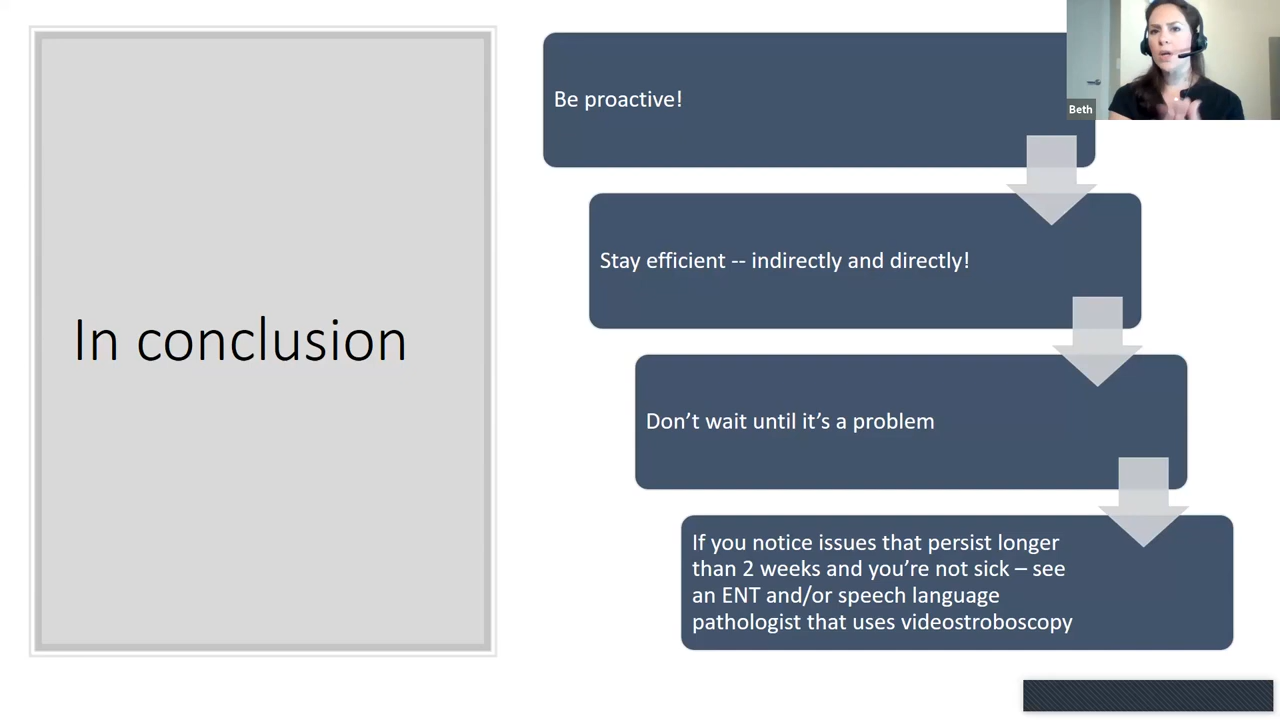 In conclusion
Be proactive!
Stay efficient -- indirectly and directly!
Don’t wait until it’s a problem
If you notice issues that persist longer
than 2 weeks and you’re not sick – see
an ENT and/or speech language
pathologist that uses videostroboscopy
Beth